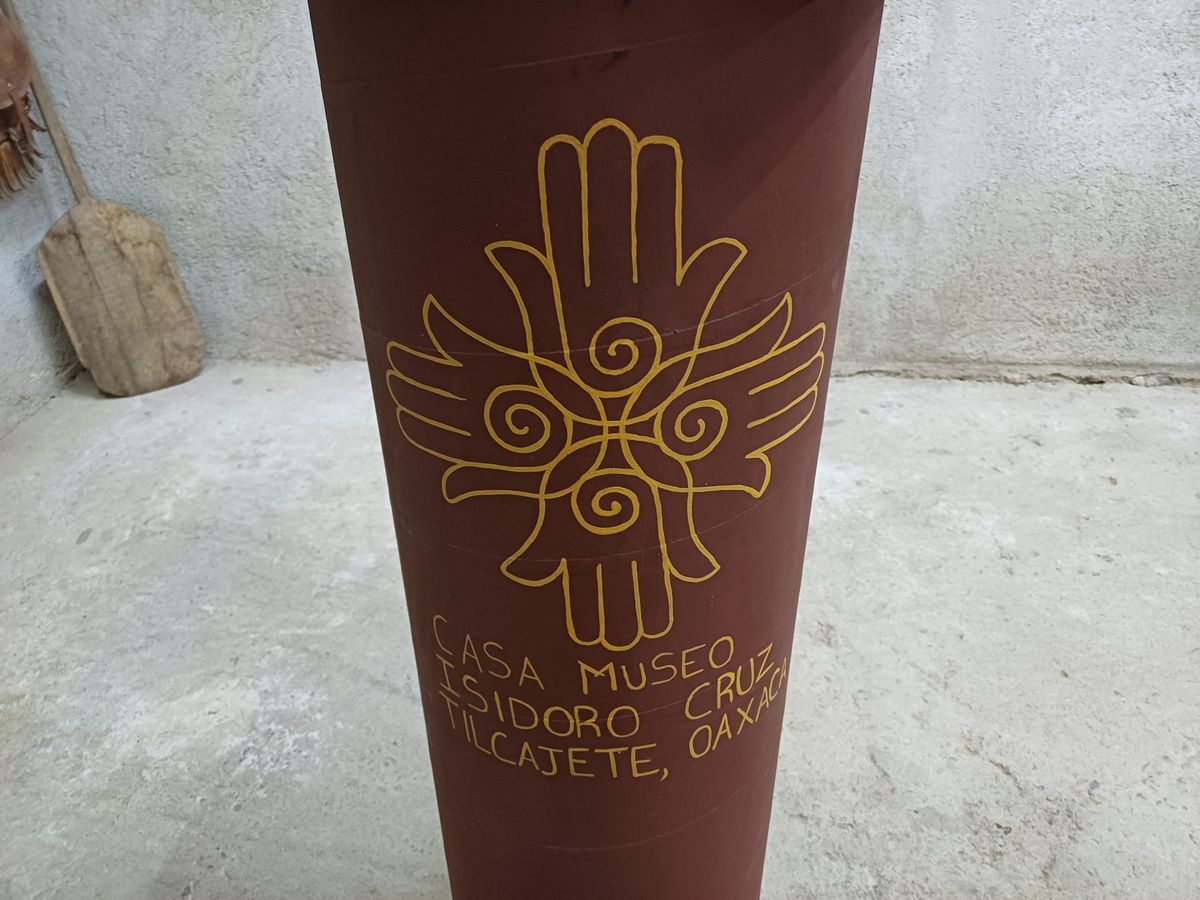 CASA MUSEO
ISIDORO CRUZ
TILCAJETE, OAXACA